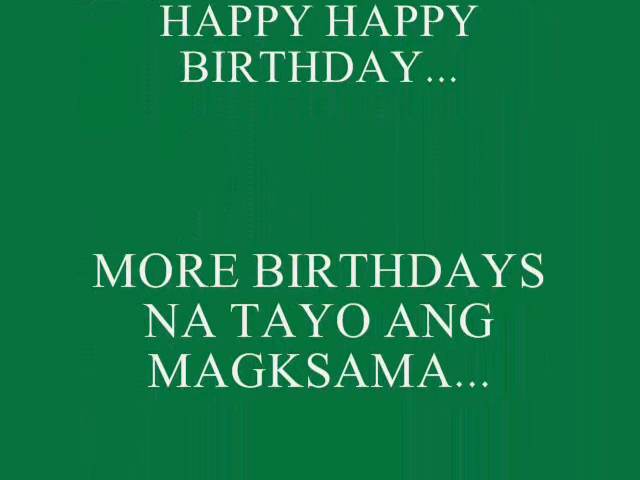 HAPPY HAPPY
BIRTHDAY...
MORE BIRTHDAYS
NA TAYO ANG
MAGKSAMA...